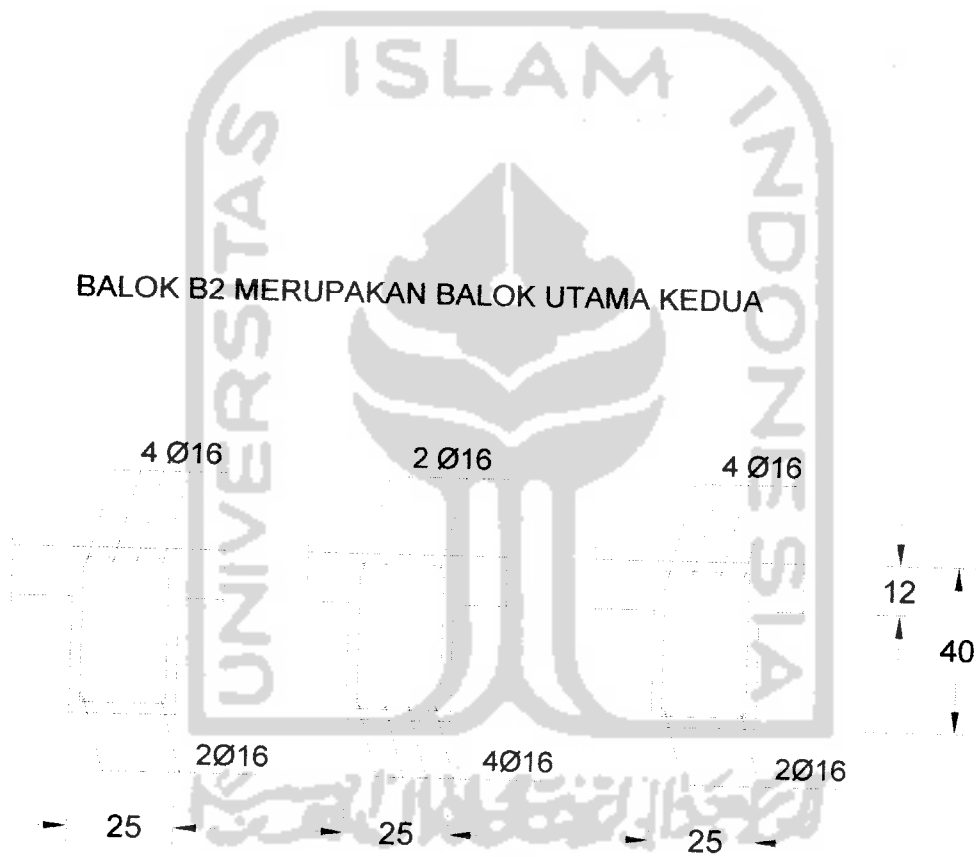 UNIVERSITAS
ISLAM
INDONESIA
BALOK B2 MERUPAKAN BALOK UTAMA KEDUA
4 Ø16
2 Ø16
4 Ø16
12
40
2Ø16
4Ø16
2Ø16
25
25
25